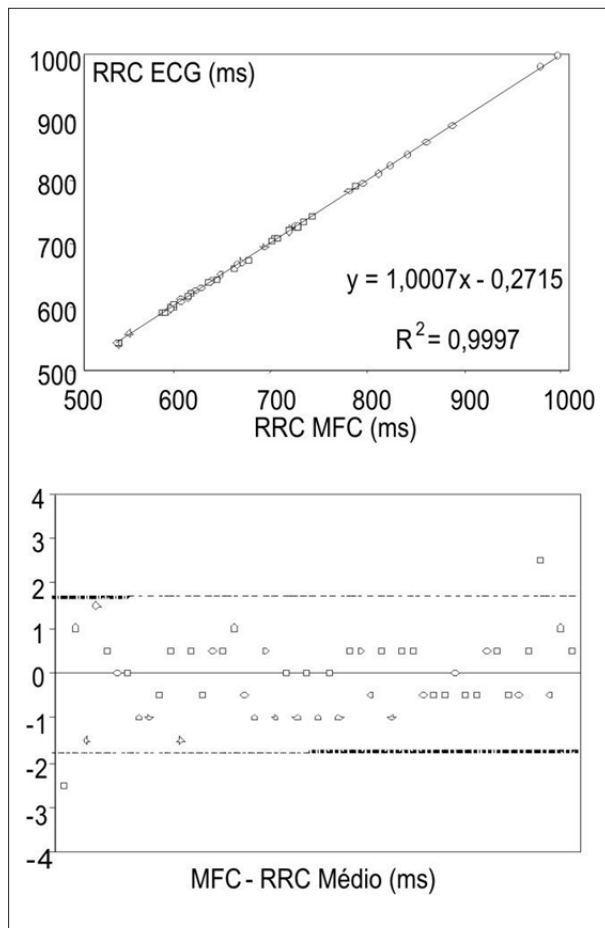 1000
RRC ECG (ms)
900
800
700
600
500
y = 1,0007x - 0,2715
R² = 0,9997
500 600 700 800 900 1000
RRC MFC (ms)
4
3
2
1
0
-1
-2
-3
-4
MFC - RRC Médio (ms)